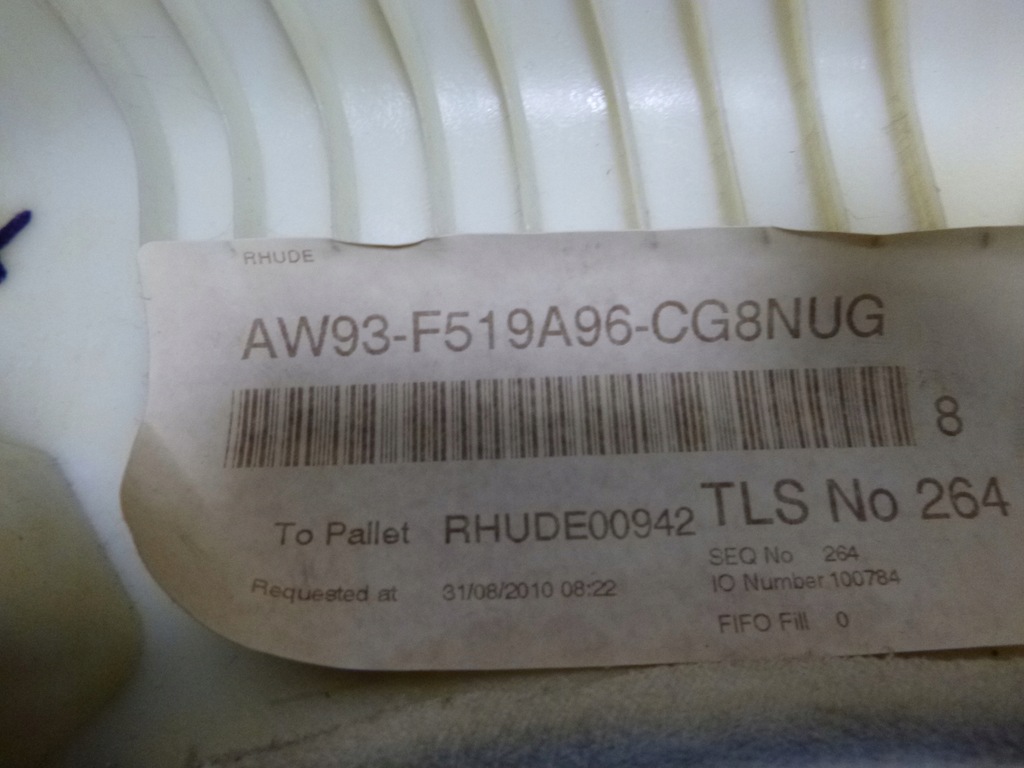 RHUDE
AW93-F519A96-CG8NUG
8
To Pallet RHUDE00942 TLS No 264
SEQ No 264
Requested at 31/08/2010 08:22 IO Number 100784
FIFO Fill 0